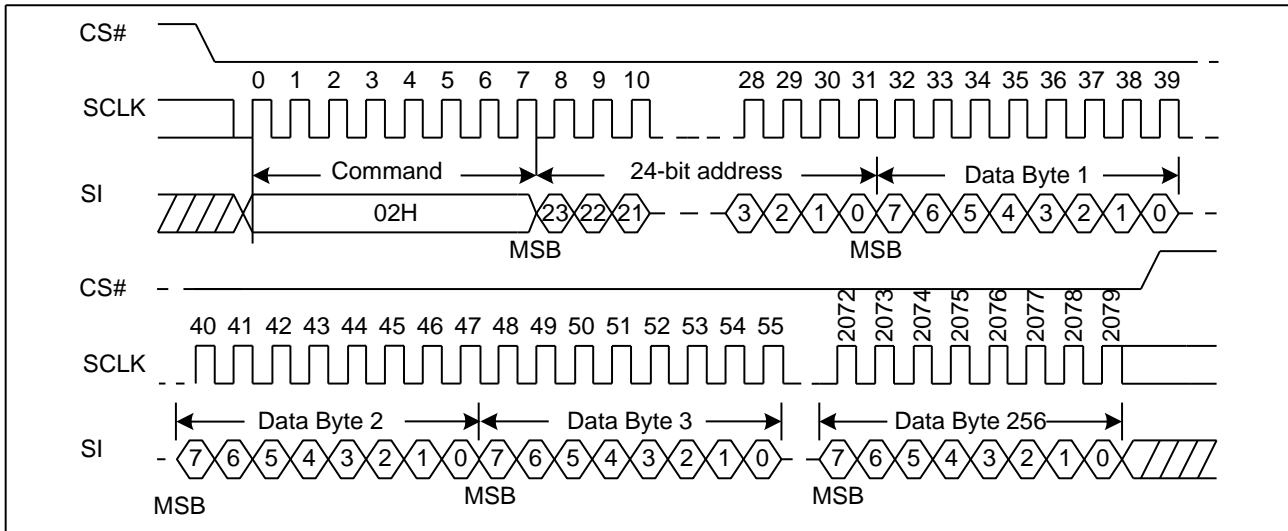 CS#
0 1 2 3 4 5 6 7 8 9 10 28 29 30 31 32 33 34 35 36 37 38 39
SCLK
Command 24-bit address Data Byte 1
SI
02H 23 22 21 3 2 1 0 7 6 5 4 3 2 1 0
MSB MSB
CS#
40 41 42 43 44 45 46 47 48 49 50 51 52 53 54 55 2072 2073 2074 2075 2076 2077 2078 2079
SCLK
Data Byte 2 Data Byte 3 Data Byte 256
SI
7 6 5 4 3 2 1 0 7 6 5 4 3 2 1 0 7 6 5 4 3 2 1 0
MSB MSB MSB